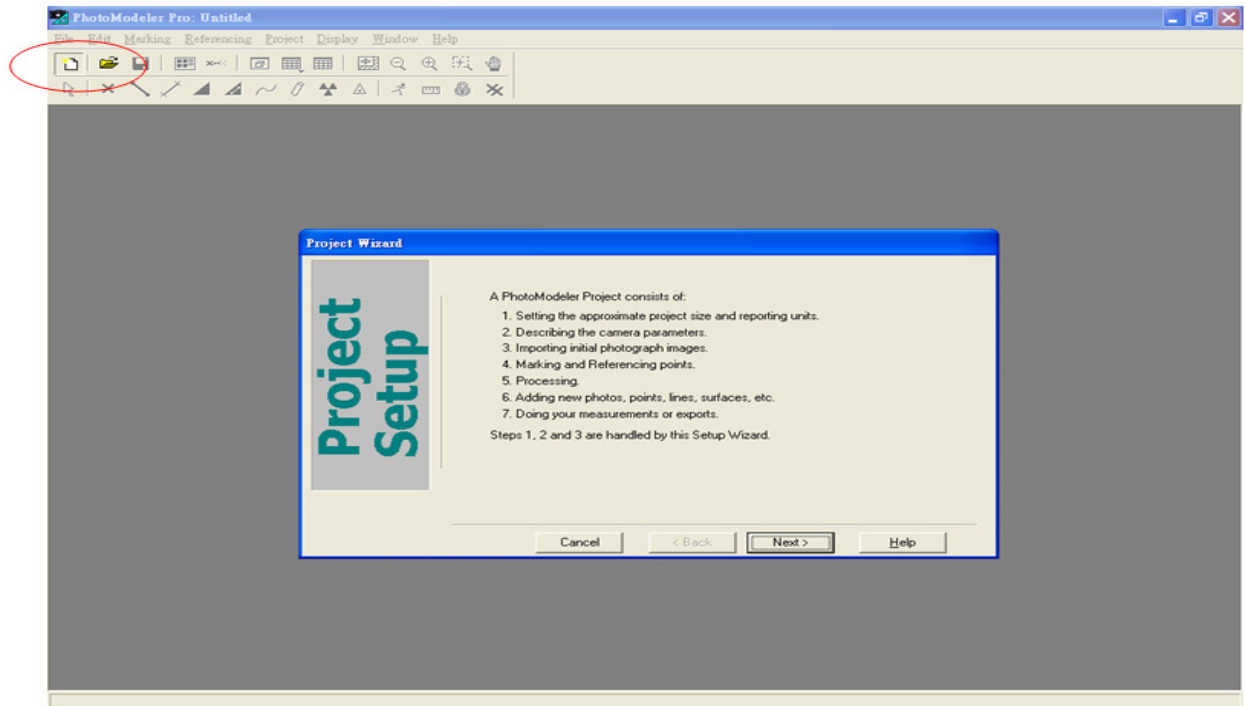 PhotoModeler Pro: Untitled
File Edit Marking Referencing Project Display Window Help
Project Wizard
Project
Setup
A PhotoModeler Project consists of:
1. Setting the approximate project size and reporting units.
2. Describing the camera parameters.
3. Importing initial photograph images.
4. Marking and Referencing points.
5. Processing.
6. Adding new photos, points, lines, surfaces, etc.
7. Doing your measurements or exports.
Steps 1, 2 and 3 are handled by this Setup Wizard.
Cancel < Back Next > Help